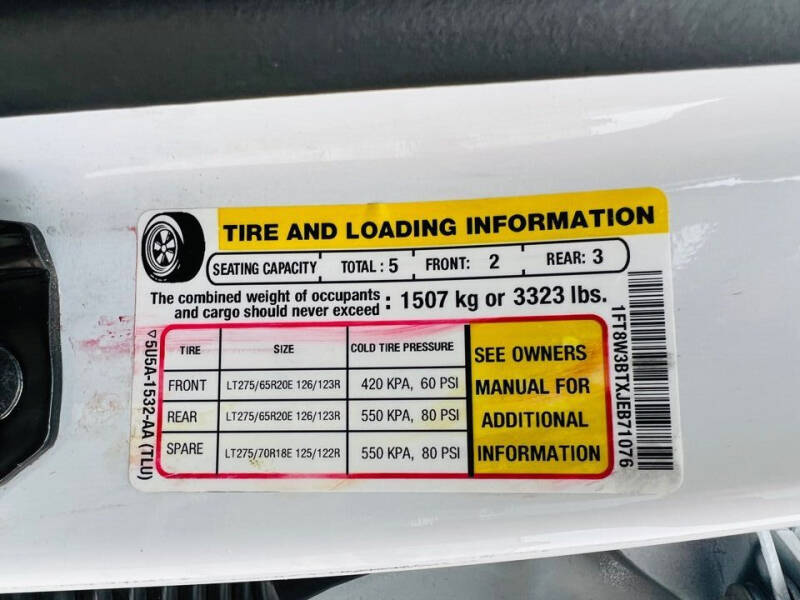 TIRE AND LOADING INFORMATION
SEATING CAPACITY TOTAL : 5 FRONT: 2 REAR: 3
The combined weight of occupants
and cargo should never exceed : 1507 kg or 3323 lbs.
TIRE SIZE COLD TIRE PRESSURE
FRONT LT275/65R20E 126/123R 420 KPA, 60 PSI
REAR LT275/65R20E 126/123R 550 KPA, 80 PSI
SPARE LT275/70R18E 125/122R 550 KPA, 80 PSI
SEE OWNERS
MANUAL FOR
ADDITIONAL
INFORMATION
▽5U5A-1532-AA (TLU)
1FT8W3BTXJEB71076